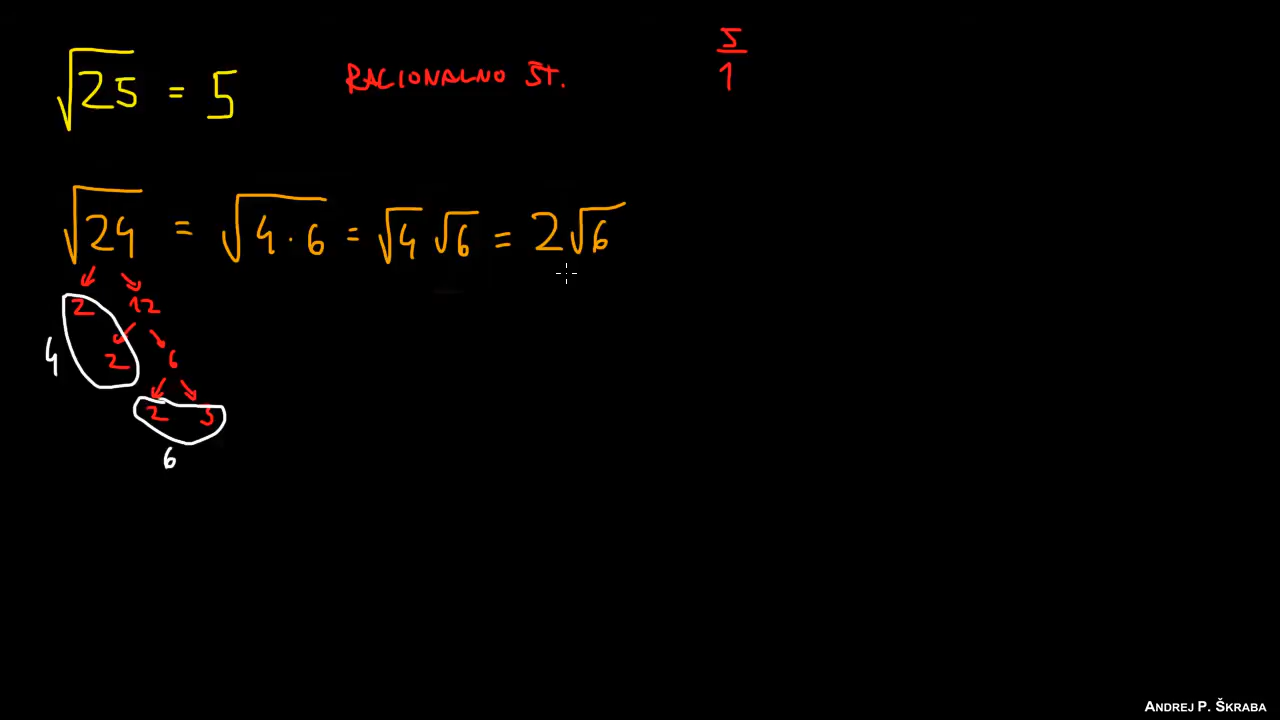 √25 = 5 RACIONALNO ŠT. 5/1
√24 = √4·6 = √4 √6 = 2√6
2 12
4 2 6
2 3
6
ANDREJ P. ŠKRABA